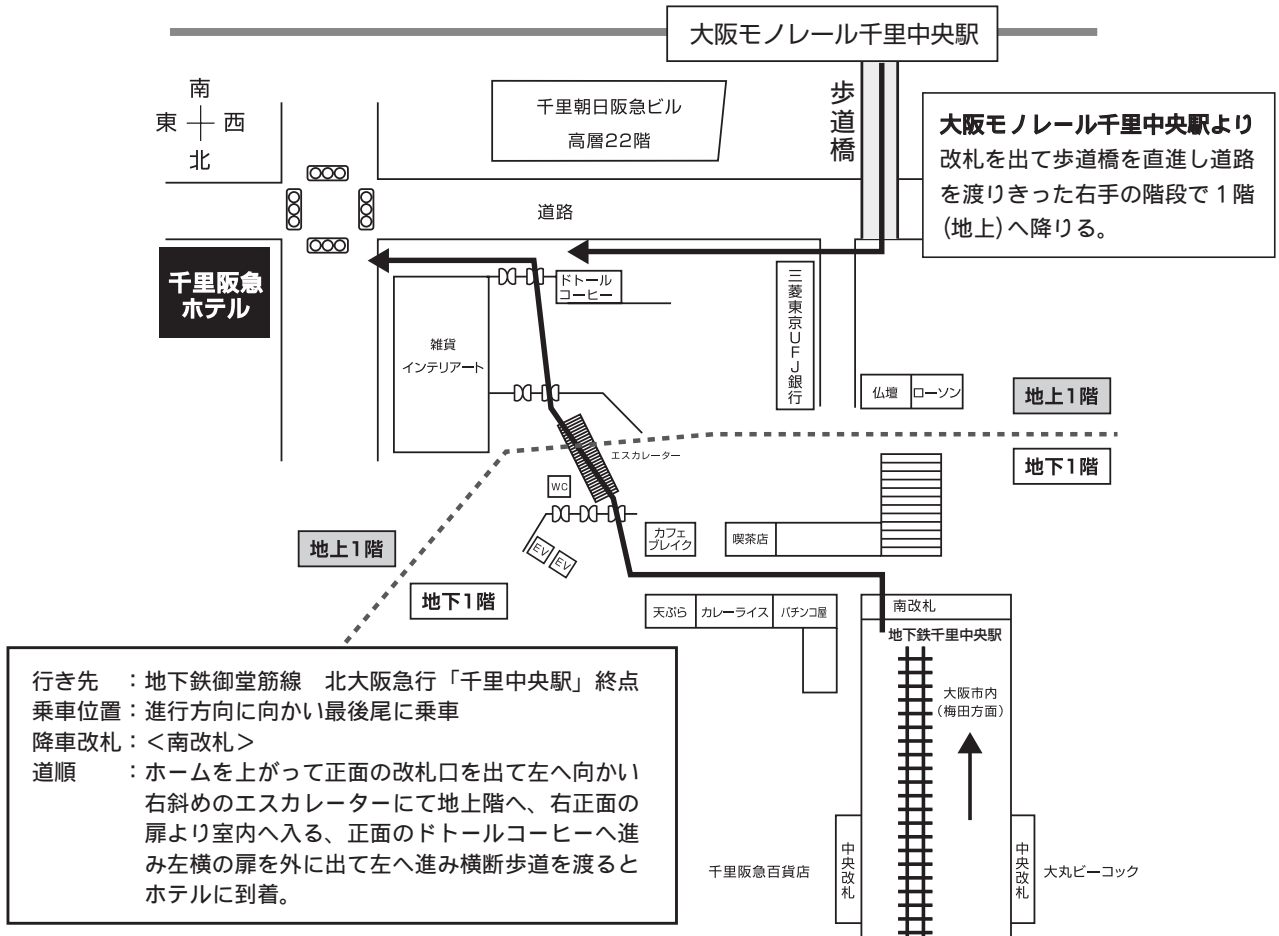 大阪モノレール千里中央駅
南
東 西
北
千里朝日阪急ビル
高層22階
歩道橋
大阪モノレール千里中央駅より
改札を出て歩道橋を直進し道路
を渡りきった右手の階段で1階
(地上)へ降りる。
道路
千里阪急
ホテル
ドトール
コーヒー
三菱東京UFJ銀行
雑貨
インテリアート
仏壇
ローソン
地上1階
エスカレーター
地下1階
WC
カフェ
ブレイク
喫茶店
EV
EV
地上1階
地下1階
天ぷら
カレーライス
パチンコ屋
南改札
地下鉄千里中央駅
大阪市内
(梅田方面)
行き先 :地下鉄御堂筋線 北大阪急行「千里中央駅」終点
乗車位置:進行方向に向かい最後尾に乗車
降車改札:<南改札>
道順 :ホームを上がって正面の改札口を出て左へ向かい
右斜めのエスカレーターにて地上階へ、右正面の
扉より室内へ入る、正面のドトールコーヒーへ進
み左横の扉を外に出て左へ進み横断歩道を渡ると
ホテルに到着。
千里阪急百貨店
中央改札
中央改札
大丸ピーコック